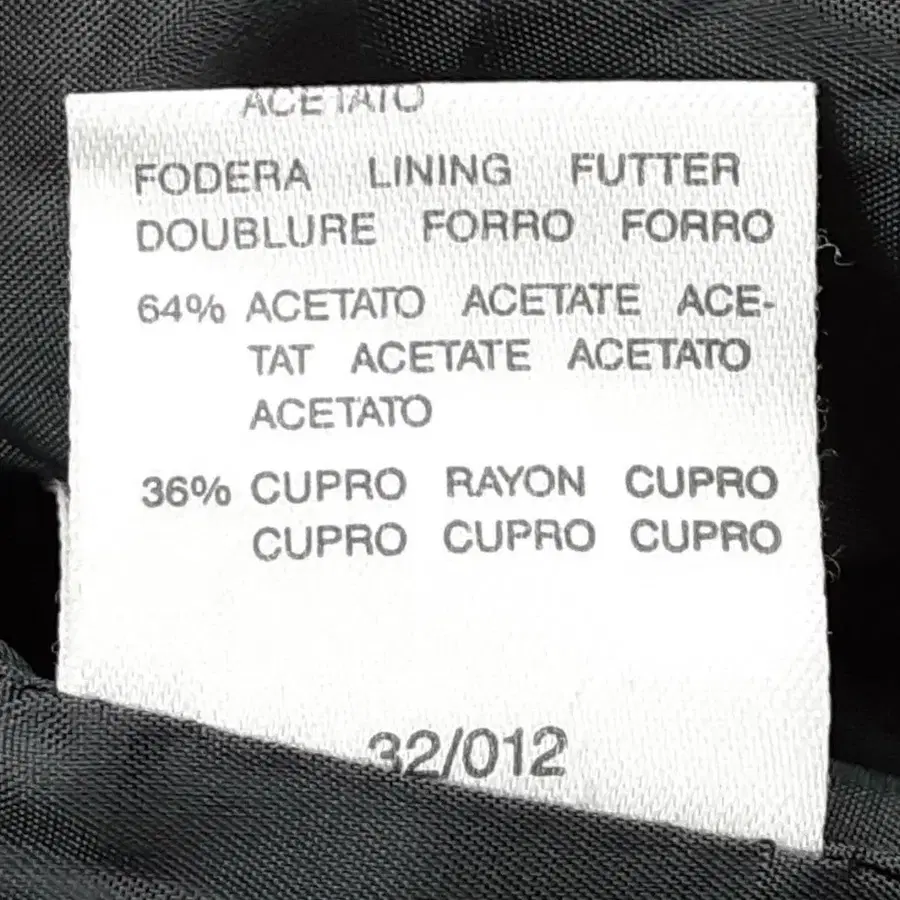 ACETATO
FODERA LINING FUTTER
DOUBLURE FORRO FORRO
64% ACETATO ACETATE ACE-
TAT ACETATE ACETATO
ACETATO
36% CUPRO RAYON CUPRO
CUPRO CUPRO CUPRO
32/012